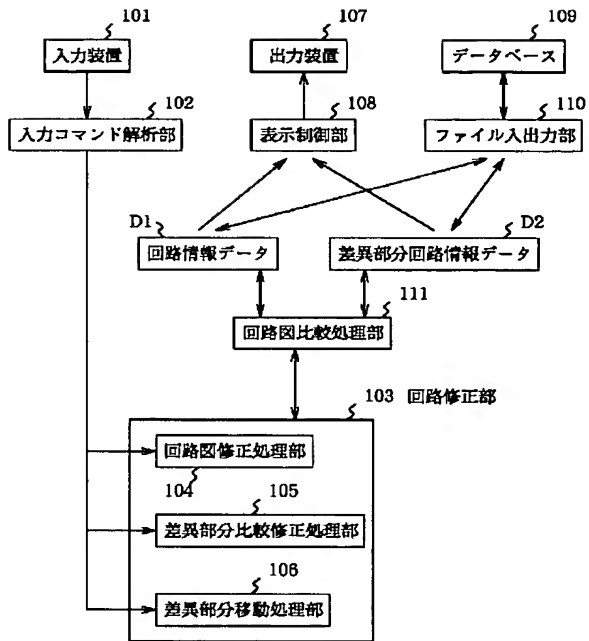 101
107
109
入力装置
出力装置
データベース
102
108
110
入力コマンド解析部
表示制御部
ファイル入出力部
D1
D2
回路情報データ
差異部分回路情報データ
111
回路図比較処理部
103 回路修正部
回路図修正処理部
104
105
差異部分比較修正処理部
106
差異部分移動処理部